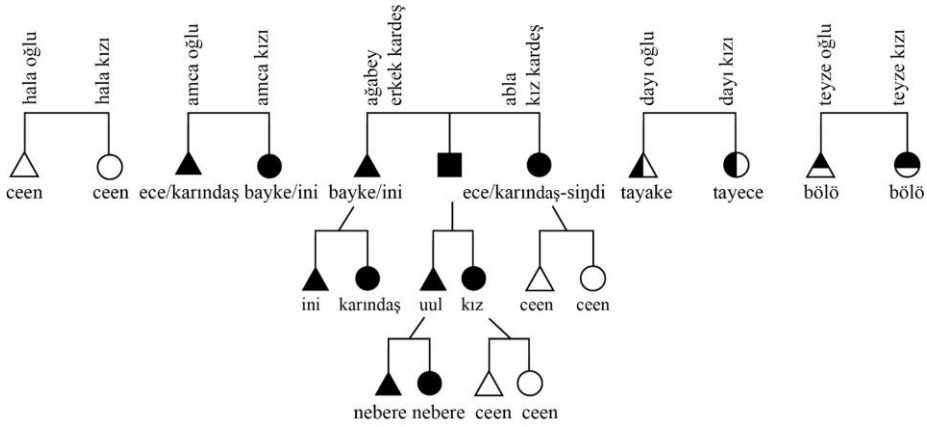 hala oğlu
hala kızı
amca oğlu
amca kızı
ağabey
erkek kardeş
abla
kız kardeş
dayı oğlu
dayı kızı
teyze oğlu
teyze kızı
ceen ceen ece/karındaş bayke/ini bayke/ini ece/karındaş-siŋdi tayake tayece bölö bölö
ini karındaş uul kız ceen ceen
nebere nebere ceen ceen